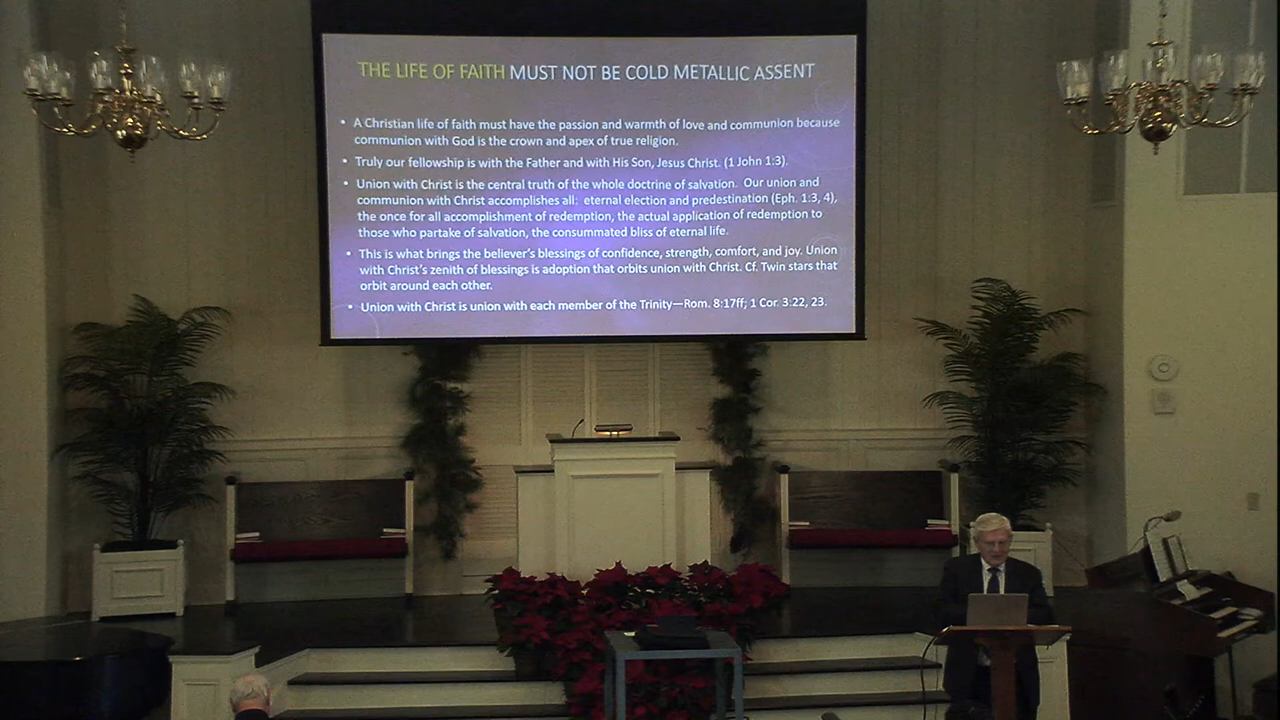 THE LIFE OF FAITH MUST NOT BE COLD METALLIC ASSENT
• A Christian life of faith must have the passion and warmth of love and communion because
communion with God is the crown and apex of true religion.
• Truly our fellowship is with the Father and with His Son, Jesus Christ. (1 John 1:3).
• Union with Christ is the central truth of the whole doctrine of salvation. Our union and
communion with Christ accomplishes all: eternal election and predestination (Eph. 1:3, 4),
the once for all accomplishment of redemption, the actual application of redemption to
those who partake of salvation, the consummated bliss of eternal life.
• This is what brings the believer's blessings of confidence, strength, comfort, and joy. Union
with Christ's zenith of blessings is adoption that orbits union with Christ. Cf. Twin stars that
orbit around each other.
• Union with Christ is union with each member of the Trinity—Rom. 8:17ff; 1 Cor. 3:22, 23.